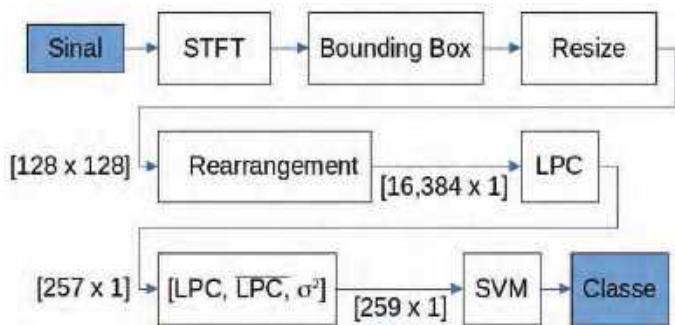 Sinal STFT Bounding Box Resize
[128 x 128] Rearrangement [16,384 x 1] LPC
[257 x 1] [LPC, L̅P̅C̅, σ²] [259 x 1] SVM Classe